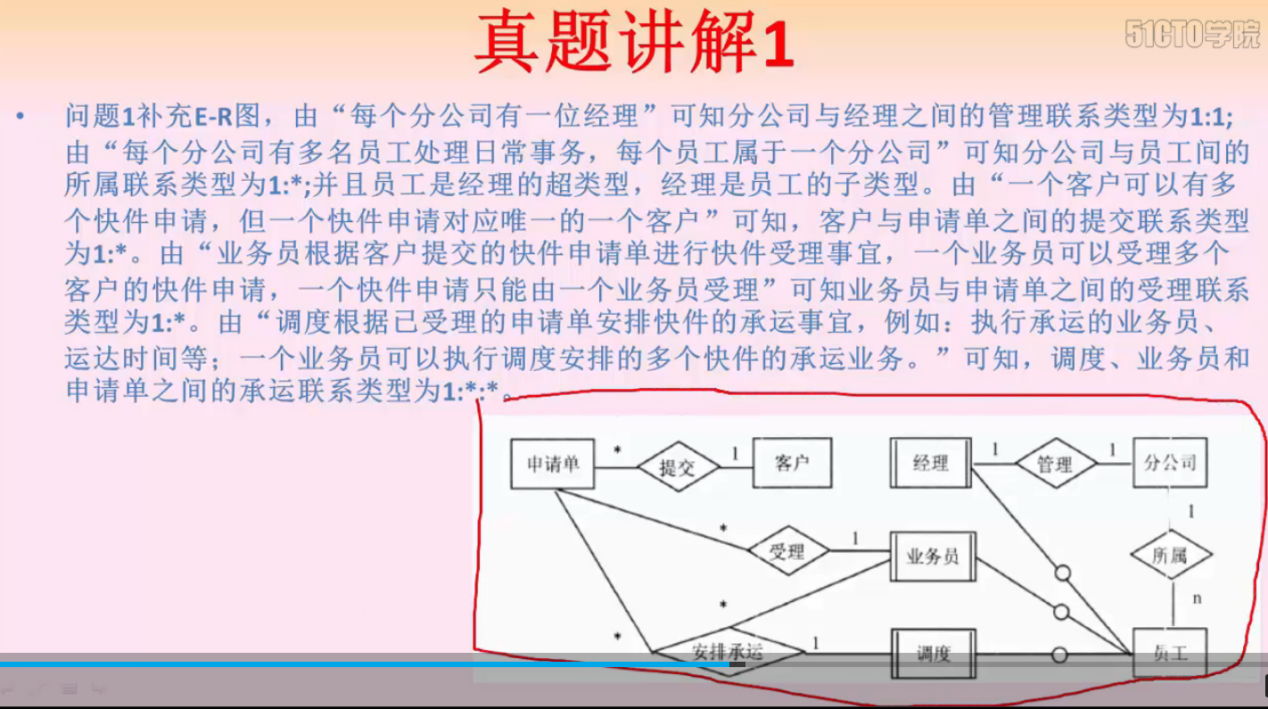 真题讲解1
51CTO学院
• 问题1补充E-R图，由“每个分公司有一位经理”可知分公司与经理之间的管理联系类型为1:1;
由“每个分公司有多名员工处理日常事务，每个员工属于一个分公司”可知分公司与员工间的
所属联系类型为1:*;并且员工是经理的超类型，经理是员工的子类型。由“一个客户可以有多
个快件申请，但一个快件申请对应唯一的一个客户”可知，客户与申请单之间的提交联系类型
为1:*。由“业务员根据客户提交的快件申请单进行快件受理事宜，一个业务员可以受理多个
客户的快件申请，一个快件申请只能由一个业务员受理”可知业务员与申请单之间的受理联系
类型为1:*。由“调度根据已受理的申请单安排快件的承运事宜，例如：执行承运的业务员、
运达时间等；一个业务员可以执行调度安排的多个快件的承运业务。”可知，调度、业务员和
申请单之间的承运联系类型为1:*:*。
申请单 * 提交 1 客户 经理 1 管理 1 分公司
1
* 受理 1 业务员 所属
* n
* 安排承运 1 调度 员工